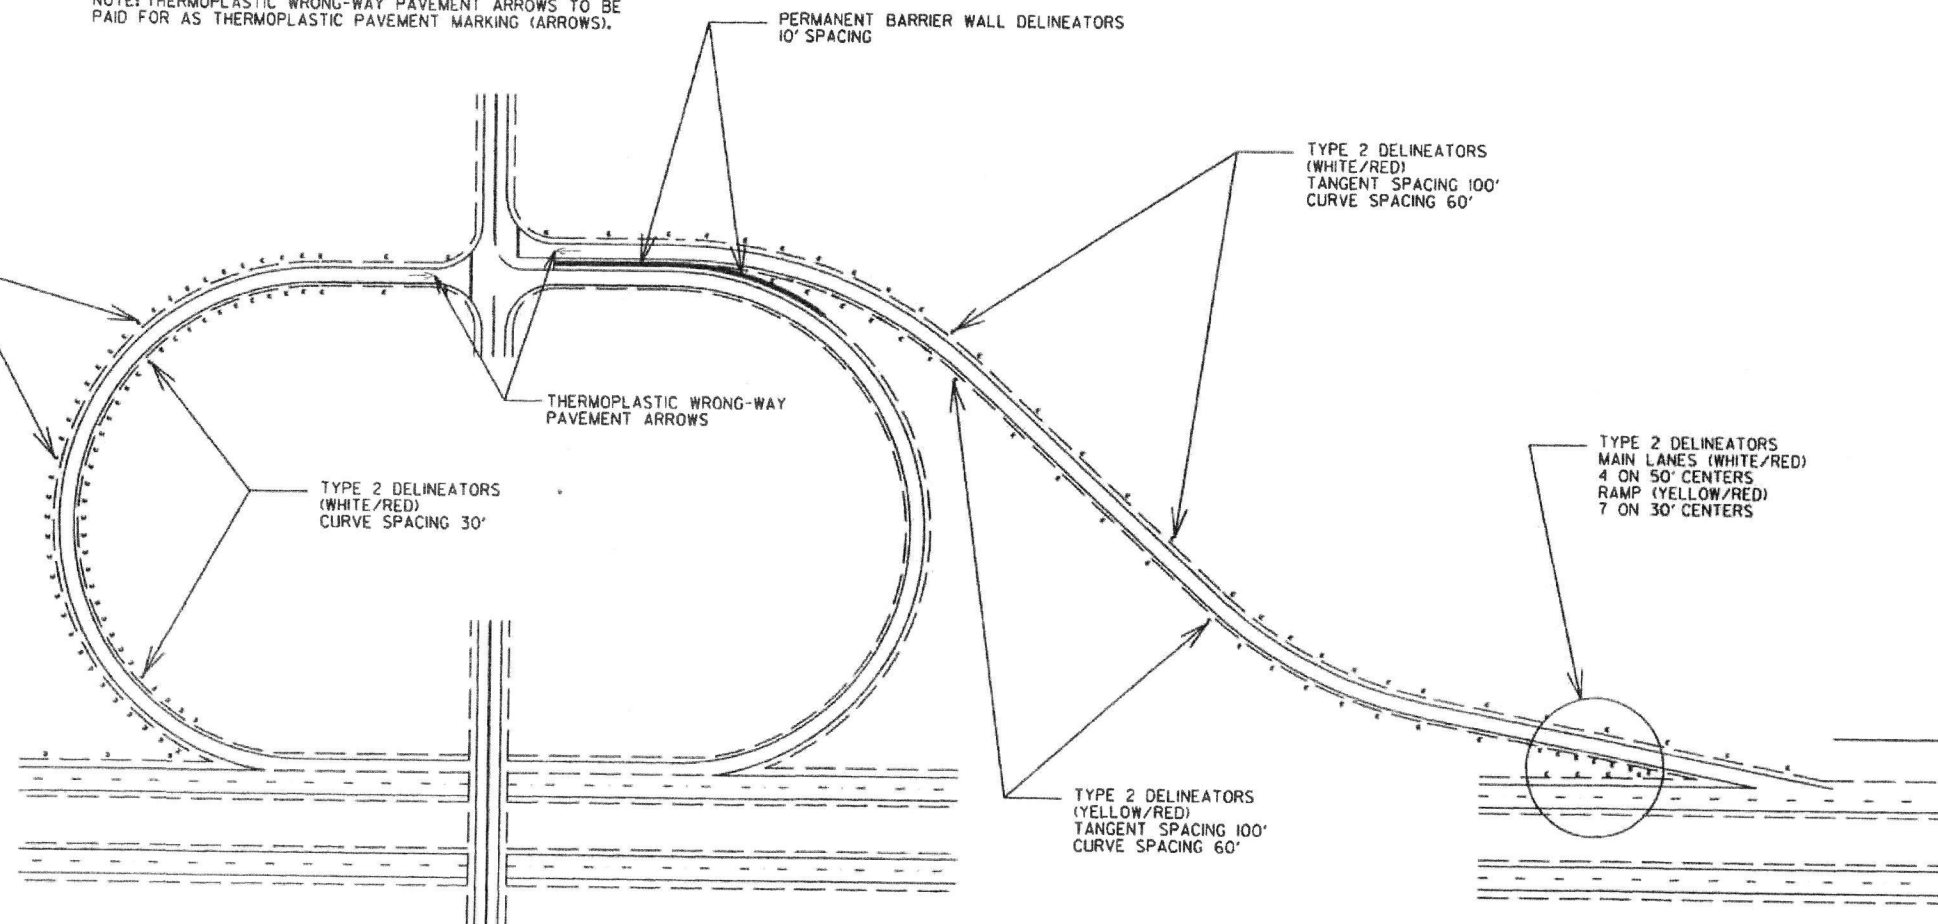 NOTE: THERMOPLASTIC WRONG-WAY PAVEMENT ARROWS TO BE
PAID FOR AS THERMOPLASTIC PAVEMENT MARKING (ARROWS).
PERMANENT BARRIER WALL DELINEATORS
10' SPACING
TYPE 2 DELINEATORS
(WHITE/RED)
TANGENT SPACING 100'
CURVE SPACING 60'
THERMOPLASTIC WRONG-WAY
PAVEMENT ARROWS
TYPE 2 DELINEATORS
MAIN LANES (WHITE/RED)
4 ON 50' CENTERS
RAMP (YELLOW/RED)
7 ON 30' CENTERS
TYPE 2 DELINEATORS
(WHITE/RED)
CURVE SPACING 30'
TYPE 2 DELINEATORS
(YELLOW/RED)
TANGENT SPACING 100'
CURVE SPACING 60'